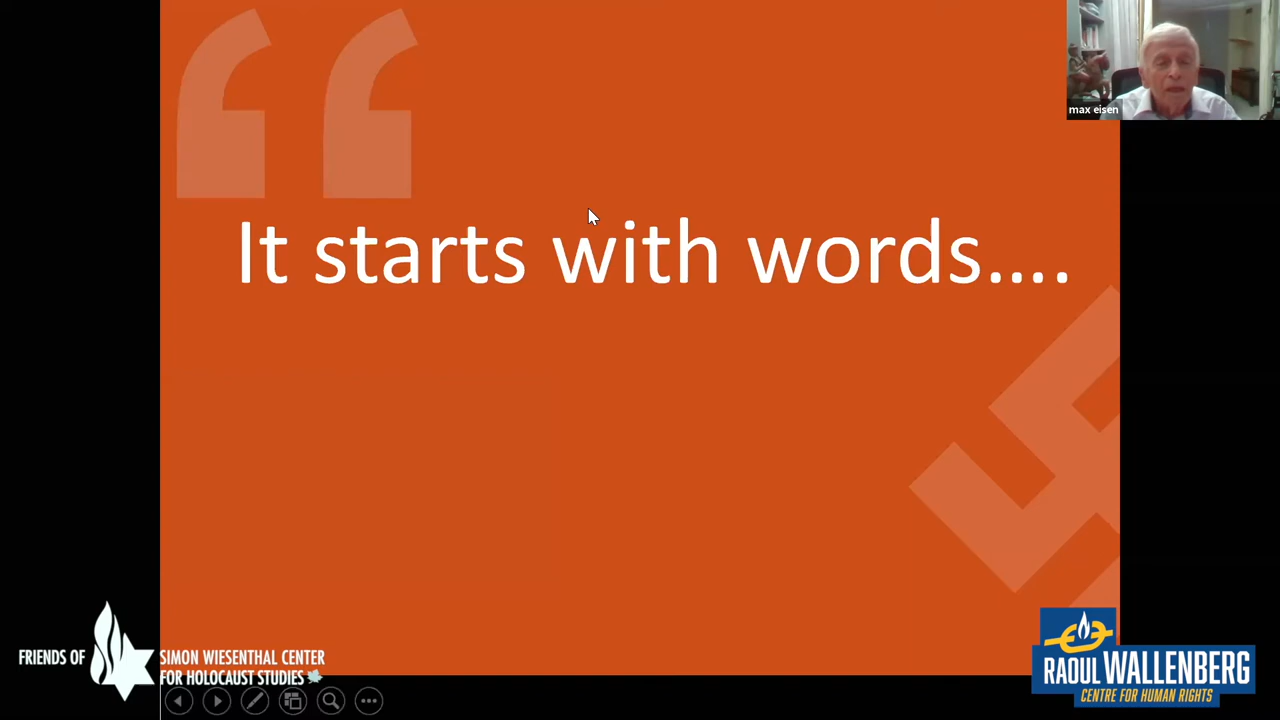 max eisen
It starts with words....
FRIENDS OF
SIMON WIESENTHAL CENTER
FOR HOLOCAUST STUDIES
RAOUL WALLENBERG
CENTRE FOR HUMAN RIGHTS